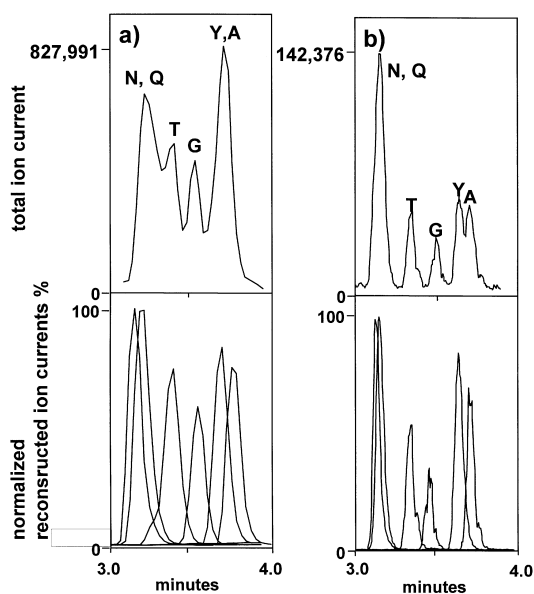 a)
827,991
N, Q
T
G
Y,A
total ion current
0
b)
142,376
N, Q
T
G
Y
A
0
normalized
reconsructed ion currents %
100
0
3.0
4.0
minutes
100
0
3.0
4.0
minutes